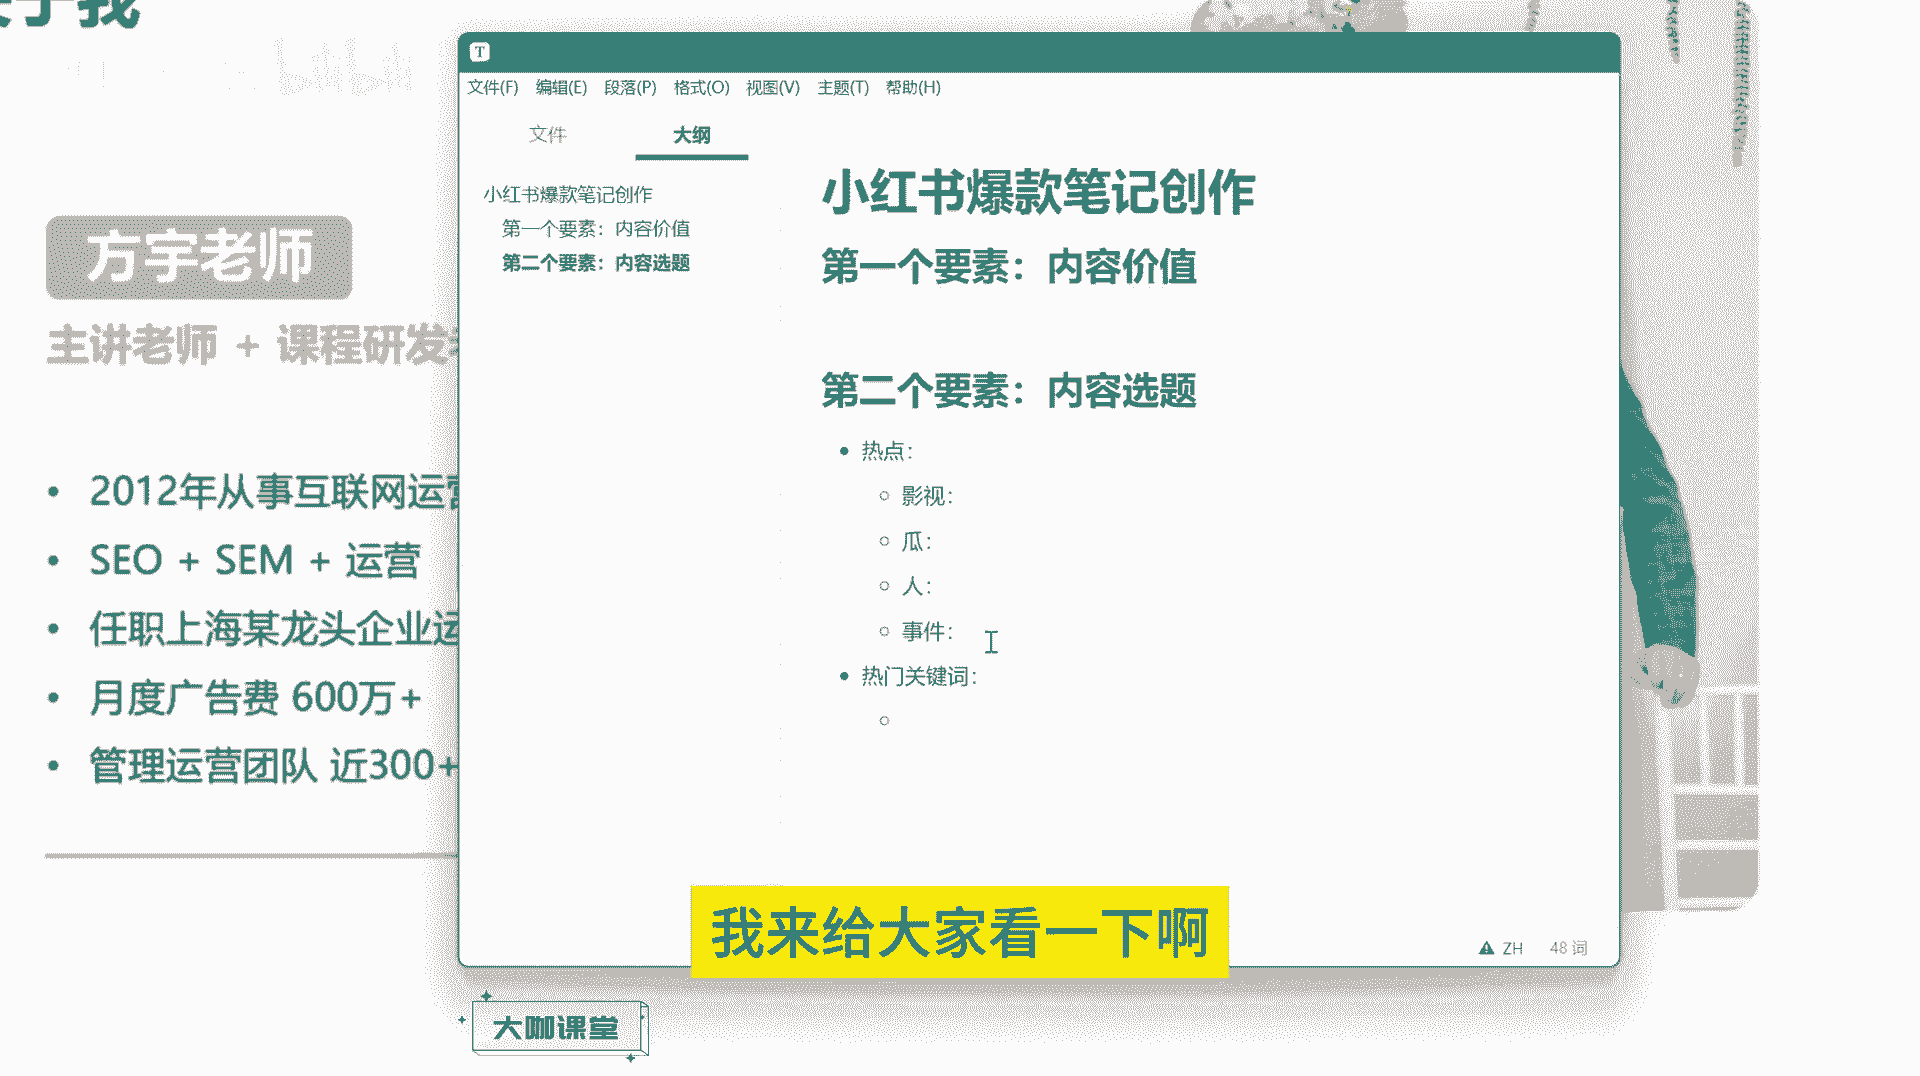 于我
bilibili
方宇老师
主讲老师 + 课程研发
2012年从事互联网运营
SEO + SEM + 运营
任职上海某龙头企业运
月度广告费 600万+
管理运营团队 近300+
T
文件(F) 编辑(E) 段落(P) 格式(O) 视图(V) 主题(T) 帮助(H)
文件 大纲
小红书爆款笔记创作
第一个要素：内容价值
第二个要素：内容选题
小红书爆款笔记创作
第一个要素：内容价值
第二个要素：内容选题
热点：
影视：
瓜：
人：
事件：
热门关键词：
ZH 48 词
我来给大家看一下啊
大咖课堂